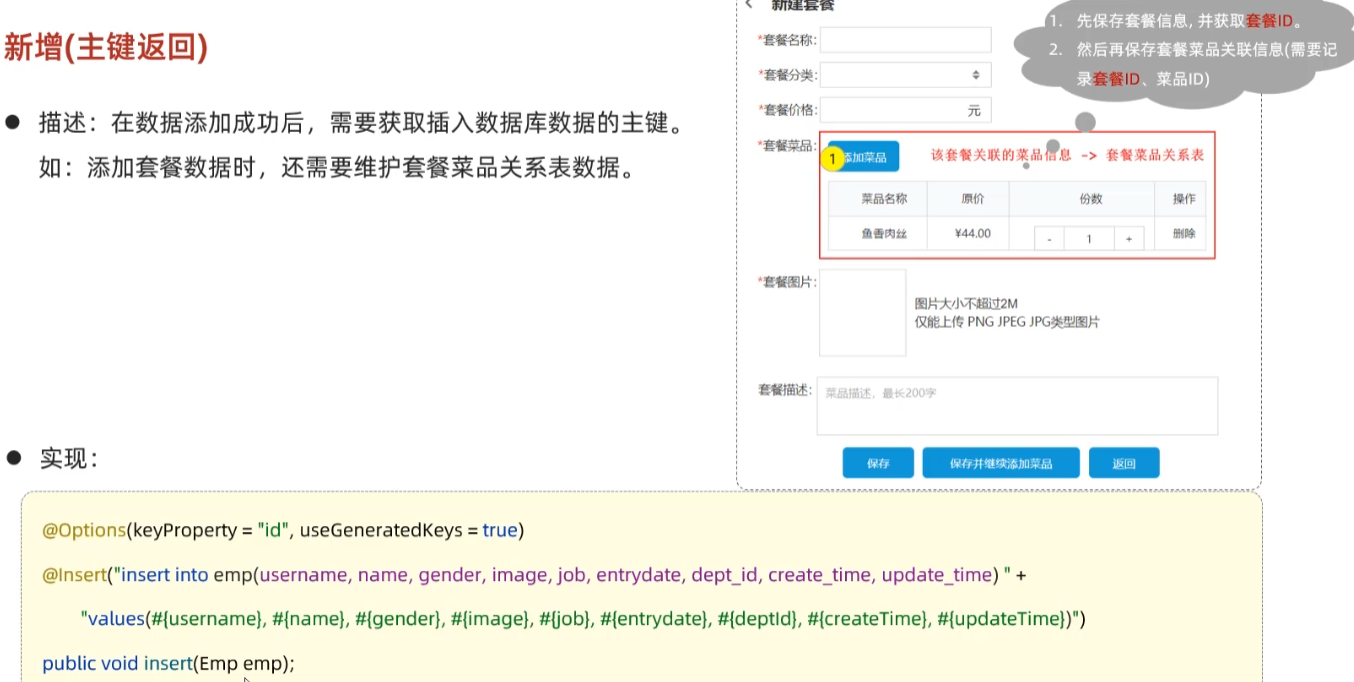 新建套餐
1. 先保存套餐信息, 并获取套餐ID。
2. 然后再保存套餐菜品关联信息(需要记
录套餐ID、菜品ID)
新增(主键返回)
描述：在数据添加成功后，需要获取插入数据库数据的主键。
如：添加套餐数据时，还需要维护套餐菜品关系表数据。
*套餐名称:
*套餐分类:
*套餐价格:
元
*套餐菜品:
1 添加菜品
该套餐关联的菜品信息 -> 套餐菜品关系表
菜品名称 原价 份数 操作
鱼香肉丝 ¥44.00 - 1 + 删除
*套餐图片:
图片大小不超过2M
仅能上传 PNG JPEG JPG类型图片
套餐描述:
菜品描述，最长200字
保存 保存并继续添加菜品 返回
实现：
@Options(keyProperty = "id", useGeneratedKeys = true)
@Insert("insert into emp(username, name, gender, image, job, entrydate, dept_id, create_time, update_time) " +
"values(#{username}, #{name}, #{gender}, #{image}, #{job}, #{entrydate}, #{deptId}, #{createTime}, #{updateTime})")
public void insert(Emp emp);